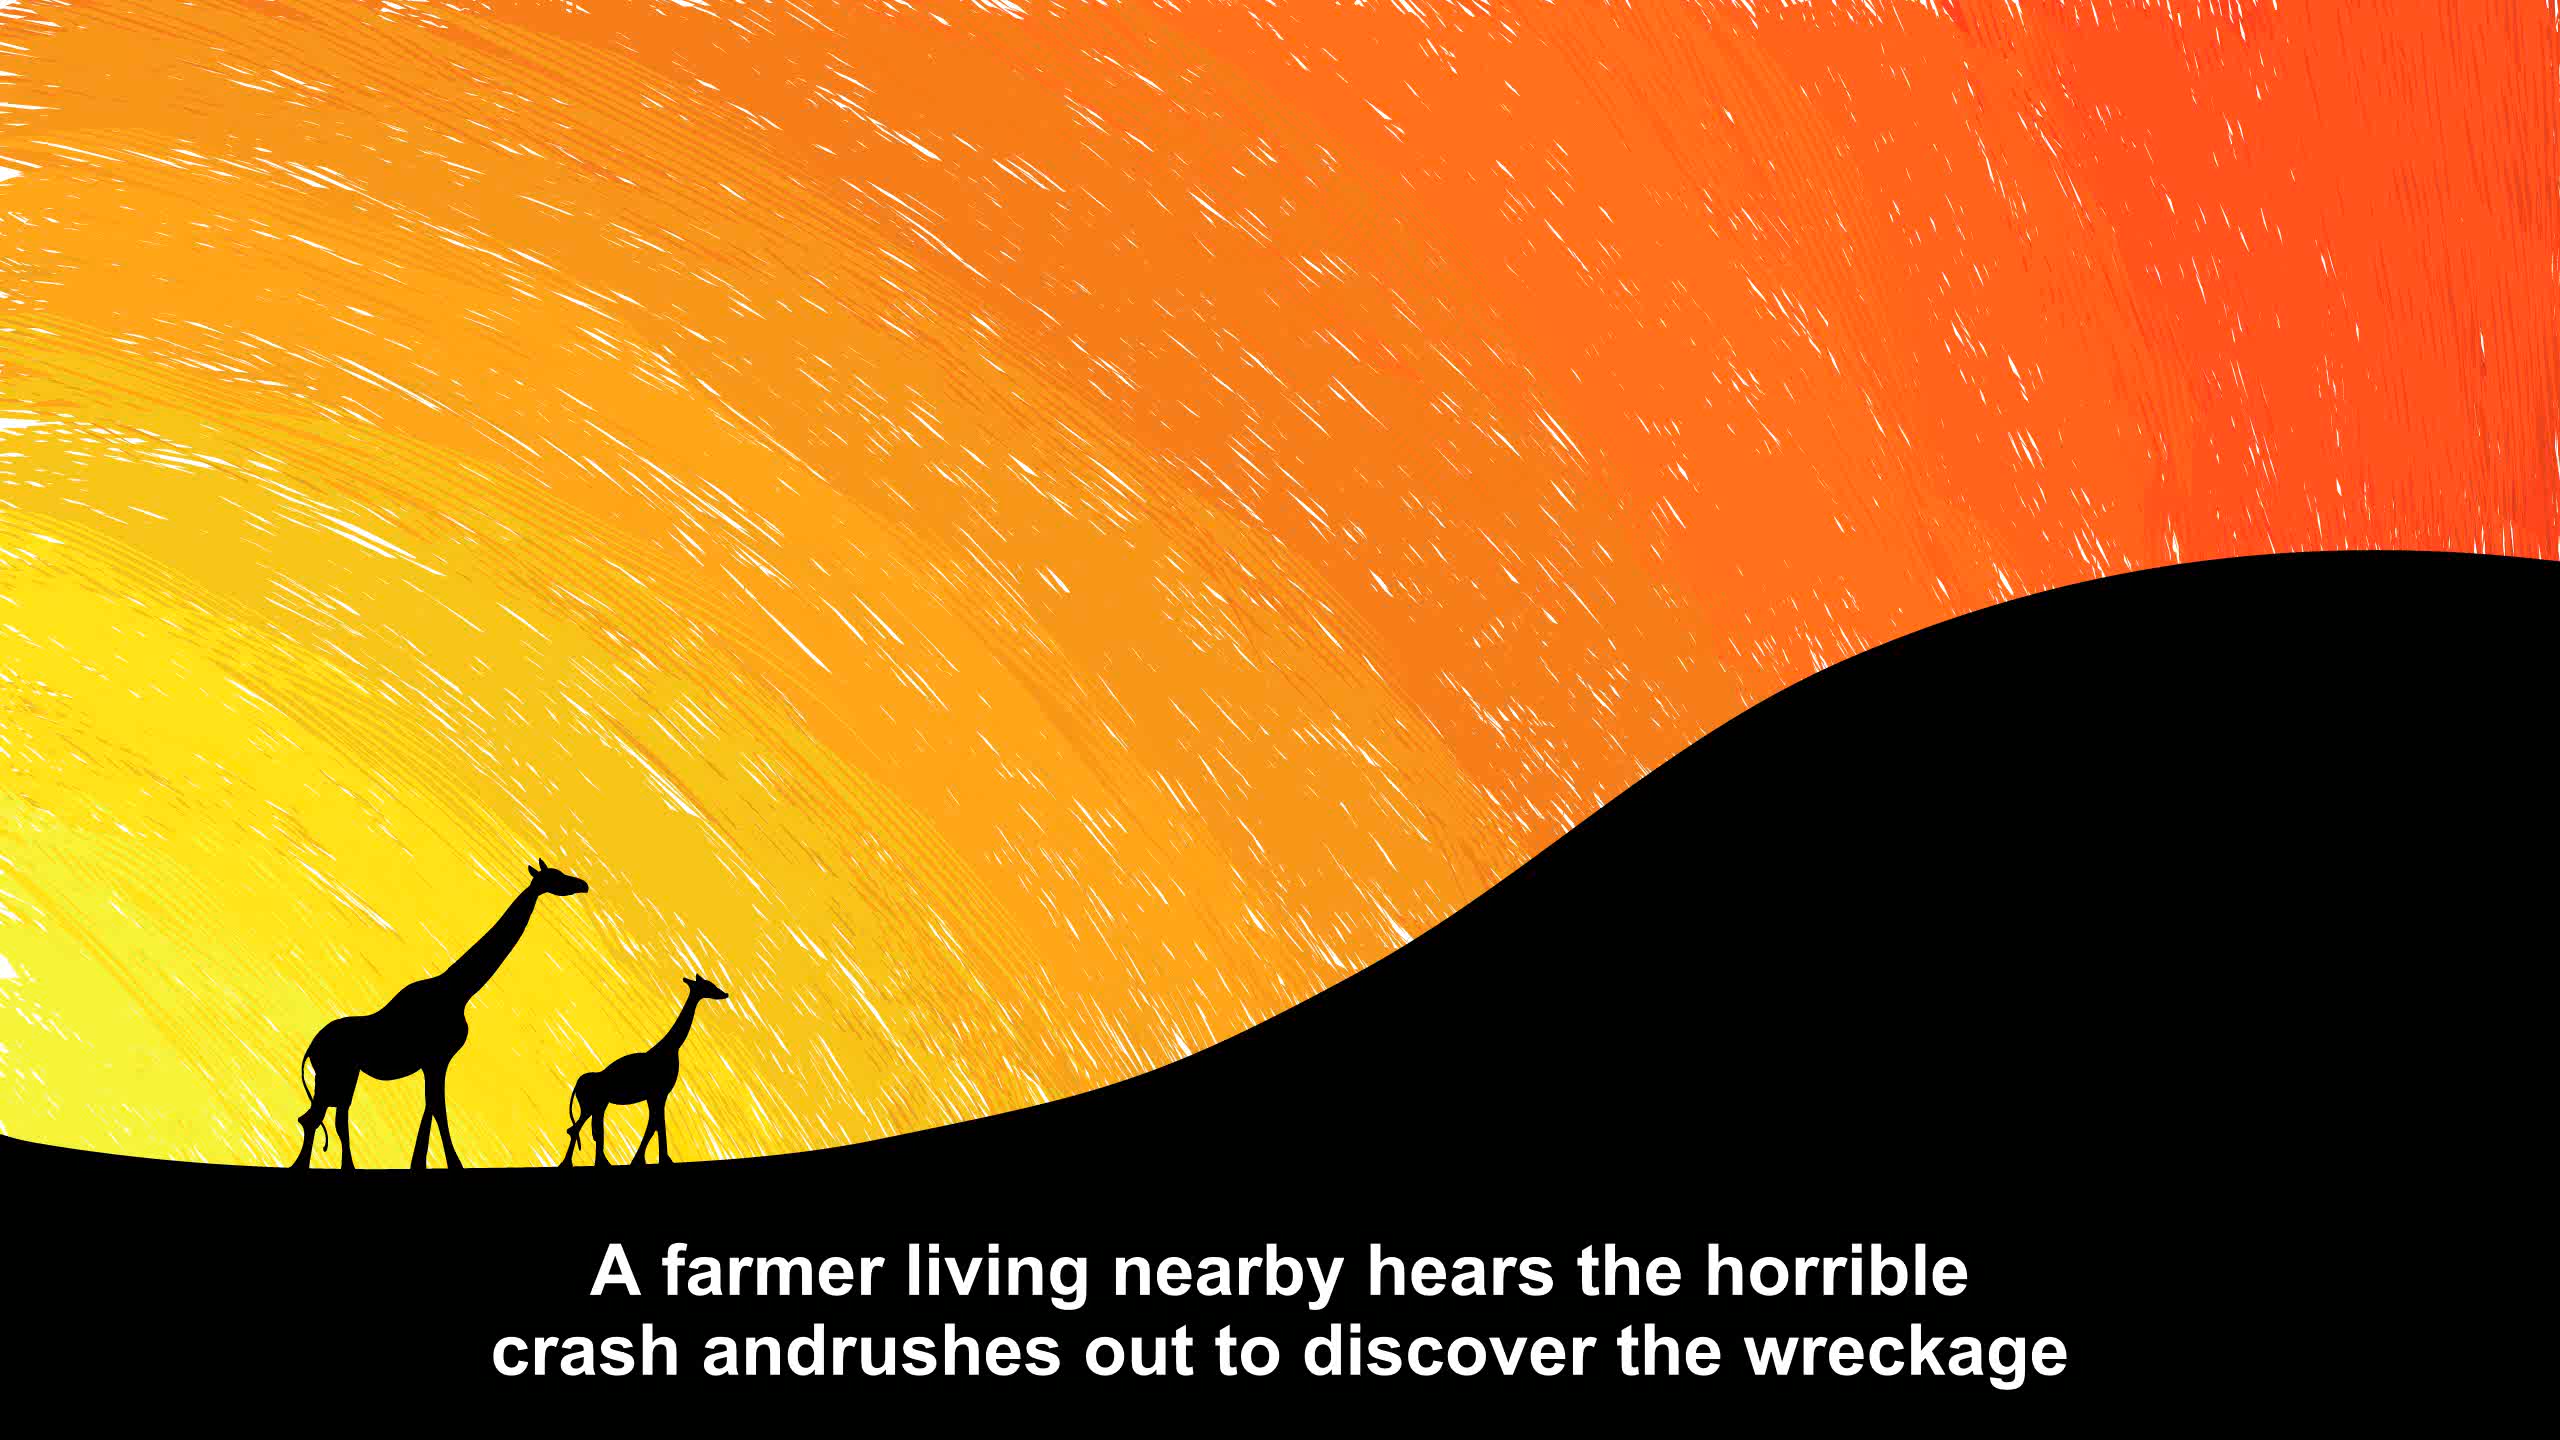 A farmer living nearby hears the horrible
crash andrushes out to discover the wreckage